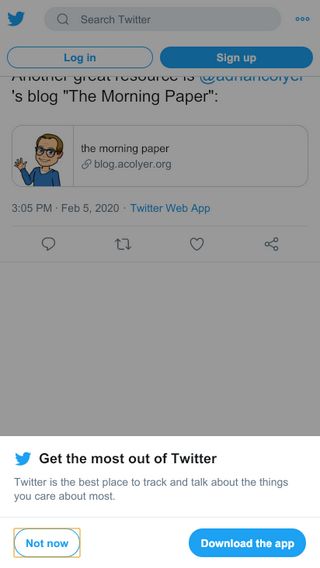 Search Twitter
Log in
Sign up
Another great resource is @adriancolyer
's blog "The Morning Paper":
the morning paper
blog.acolyer.org
3:05 PM · Feb 5, 2020 · Twitter Web App
Get the most out of Twitter
Twitter is the best place to track and talk about the things
you care about most.
Not now
Download the app